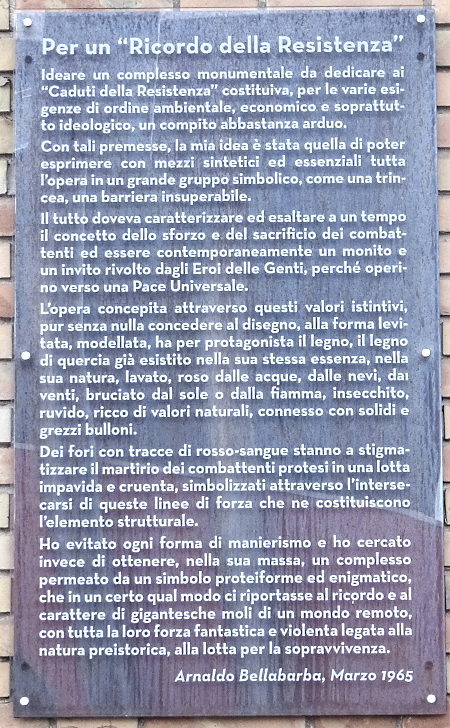 Per un “Ricordo della Resistenza”
Ideare un complesso monumentale da dedicare ai
“Caduti della Resistenza” costituiva, per le varie esi-
genze di ordine ambientale, economico e soprattut-
to ideologico, un compito abbastanza arduo.
Con tali premesse, la mia idea è stata quella di poter
esprimere con mezzi sintetici ed essenziali tutta
l’opera in un grande gruppo simbolico, come una trin-
cea, una barriera insuperabile.
Il tutto doveva caratterizzare ed esaltare a un tempo
il concetto dello sforzo e del sacrificio dei combat-
tenti ed essere contemporaneamente un monito e
un invito rivolto dagli Eroi delle Genti, perché operi-
no verso una Pace Universale.
L’opera concepita attraverso questi valori istintivi,
pur senza nulla concedere al disegno, alla forma levi-
tata, modellata, ha per protagonista il legno, il legno
di quercia già esistito nella sua stessa essenza, nella
sua natura, lavato, roso dalle acque, dalle nevi, dai
venti, bruciato dal sole o dalla fiamma, insecchito,
ruvido, ricco di valori naturali, connesso con solidi e
grezzi bulloni.
Dei fori con tracce di rosso-sangue stanno a stigma-
tizzare il martirio dei combattenti protesi in una lotta
impavida e cruenta, simbolizzati attraverso l’interse-
carsi di queste linee di forza che ne costituiscono
l’elemento strutturale.
Ho evitato ogni forma di manierismo e ho cercato
invece di ottenere, nella sua massa, un complesso
permeato da un simbolo proteiforme ed enigmatico,
che in un certo qual modo ci riportasse al ricordo e al
carattere di gigantesche moli di un mondo remoto,
con tutta la loro forza fantastica e violenta legata alla
natura preistorica, alla lotta per la sopravvivenza.
Arnaldo Bellabarba, Marzo 1965